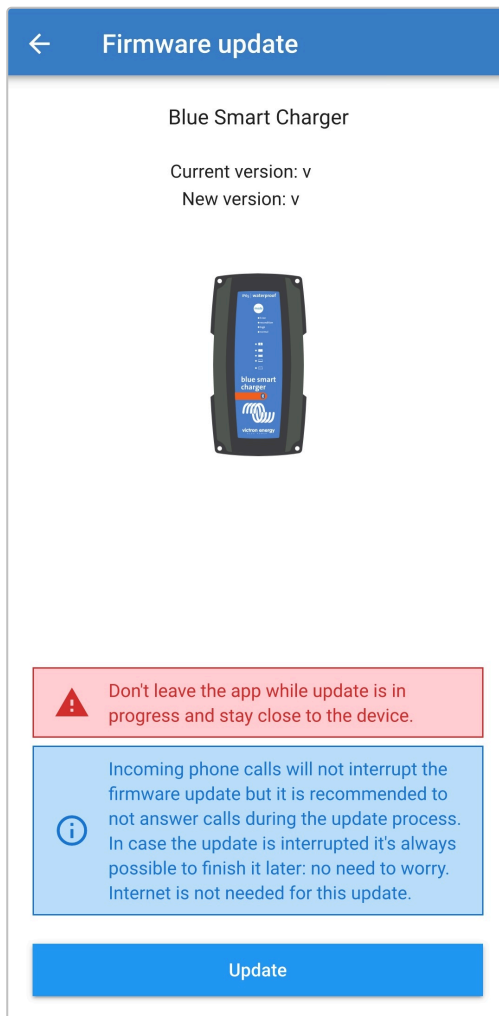 Firmware update
Blue Smart Charger
Current version: v
New version: v
blue smart
charger
victron energy
Don't leave the app while update is in
progress and stay close to the device.
Incoming phone calls will not interrupt the
firmware update but it is recommended to
not answer calls during the update process.
In case the update is interrupted it's always
possible to finish it later: no need to worry.
Internet is not needed for this update.
Update